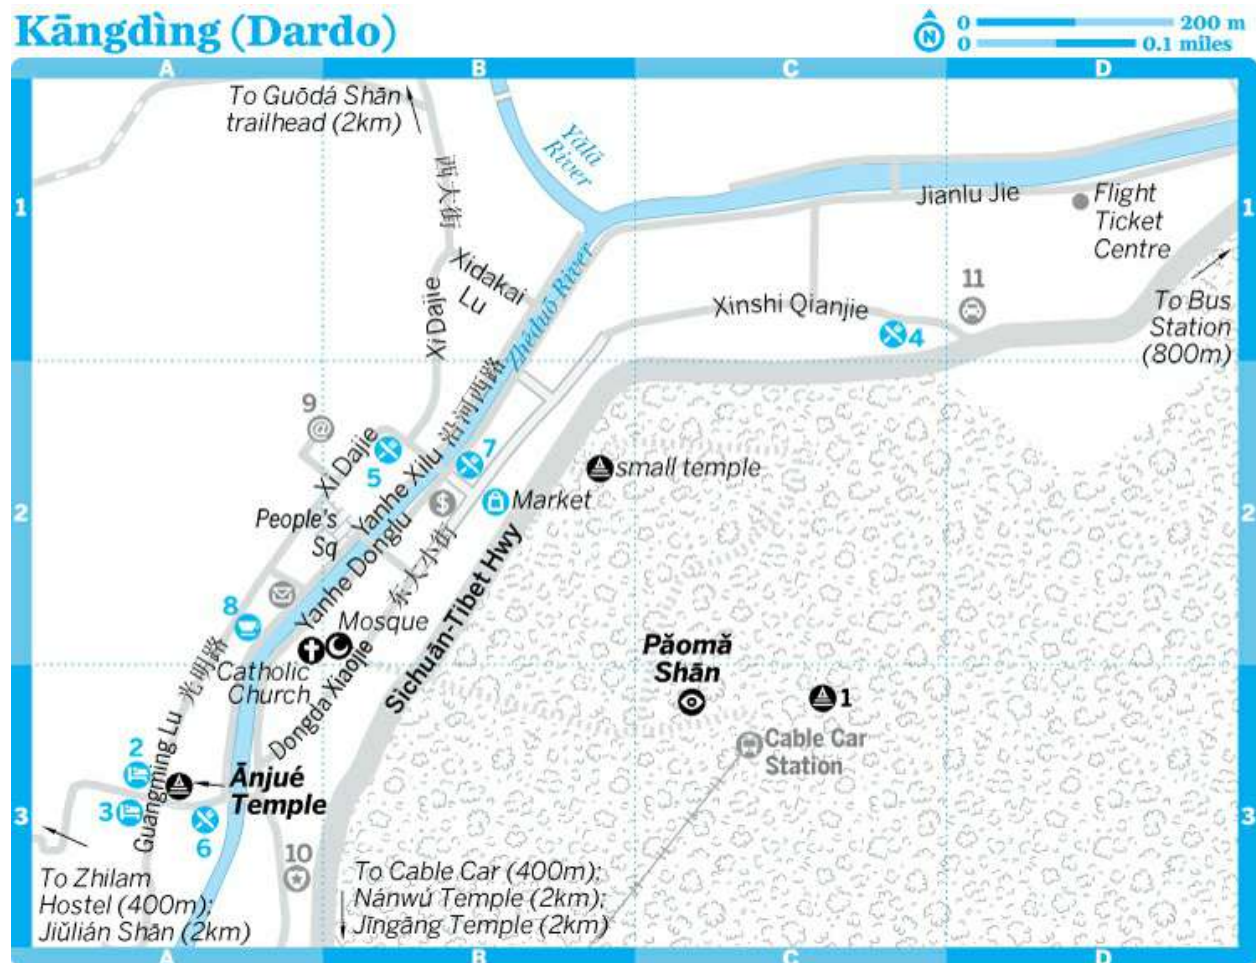 Kāngdìng (Dardo)
N
0 200 m
0 0.1 miles
A B C D
To Guōdá Shān
trailhead (2km)
西大街
Yālā
River
1
1
Jianlu Jie
Flight
Ticket
Centre
Xidakai
Lu
Xi Dajie
Zhéduō River
Xinshi Qianjie
11
4
To Bus
Station
(800m)
沿河西路
9
@
Xi Dajie
5
Yanhe Xilu
7
small temple
$
Market
2
2
People's
Sq
Yanhe Donglu
东大小街
Sichuān-Tibet Hwy
8
Mosque
光明路
Catholic
Church
Dongda Xiaojie
Pǎomǎ
Shān
1
Cable Car
Station
2
Guangming Lu
Ānjué
Temple
3
3
3
6
10
To Zhilam
Hostel (400m);
Jiǔlián Shān (2km)
To Cable Car (400m);
Nánwú Temple (2km);
Jīngāng Temple (2km)
A B C D